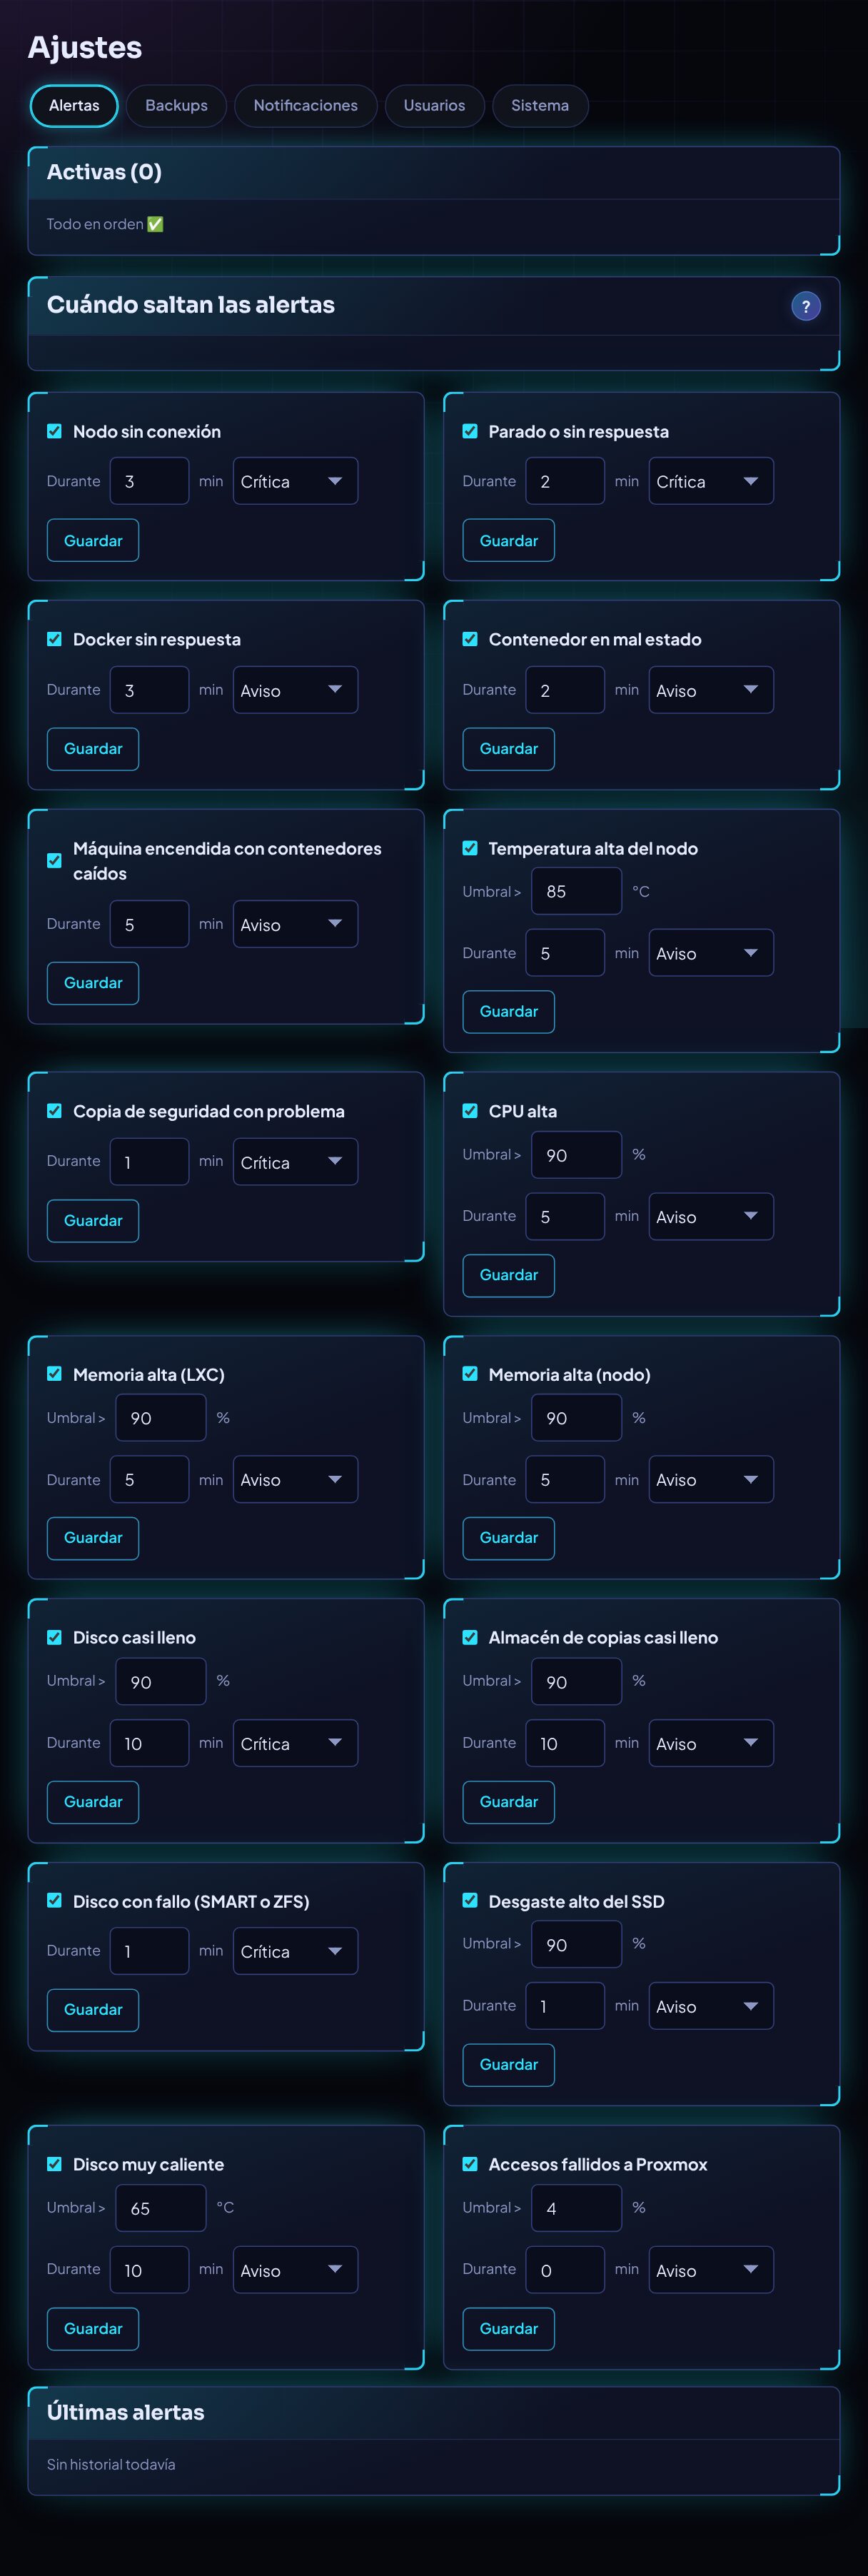 Ajustes
Alertas Backups Notificaciones Usuarios Sistema
Activas (0)
Todo en orden ✅
Cuándo saltan las alertas ?
Nodo sin conexión
Durante 3 min Crítica
Guardar
Parado o sin respuesta
Durante 2 min Crítica
Guardar
Docker sin respuesta
Durante 3 min Aviso
Guardar
Contenedor en mal estado
Durante 2 min Aviso
Guardar
Máquina encendida con contenedores
caídos
Durante 5 min Aviso
Guardar
Temperatura alta del nodo
Umbral > 85 °C
Durante 5 min Aviso
Guardar
Copia de seguridad con problema
Durante 1 min Crítica
Guardar
CPU alta
Umbral > 90 %
Durante 5 min Aviso
Guardar
Memoria alta (LXC)
Umbral > 90 %
Durante 5 min Aviso
Guardar
Memoria alta (nodo)
Umbral > 90 %
Durante 5 min Aviso
Guardar
Disco casi lleno
Umbral > 90 %
Durante 10 min Crítica
Guardar
Almacén de copias casi lleno
Umbral > 90 %
Durante 10 min Aviso
Guardar
Disco con fallo (SMART o ZFS)
Durante 1 min Crítica
Guardar
Desgaste alto del SSD
Umbral > 90 %
Durante 1 min Aviso
Guardar
Disco muy caliente
Umbral > 65 °C
Durante 10 min Aviso
Guardar
Accesos fallidos a Proxmox
Umbral > 4 %
Durante 0 min Aviso
Guardar
Últimas alertas
Sin historial todavía